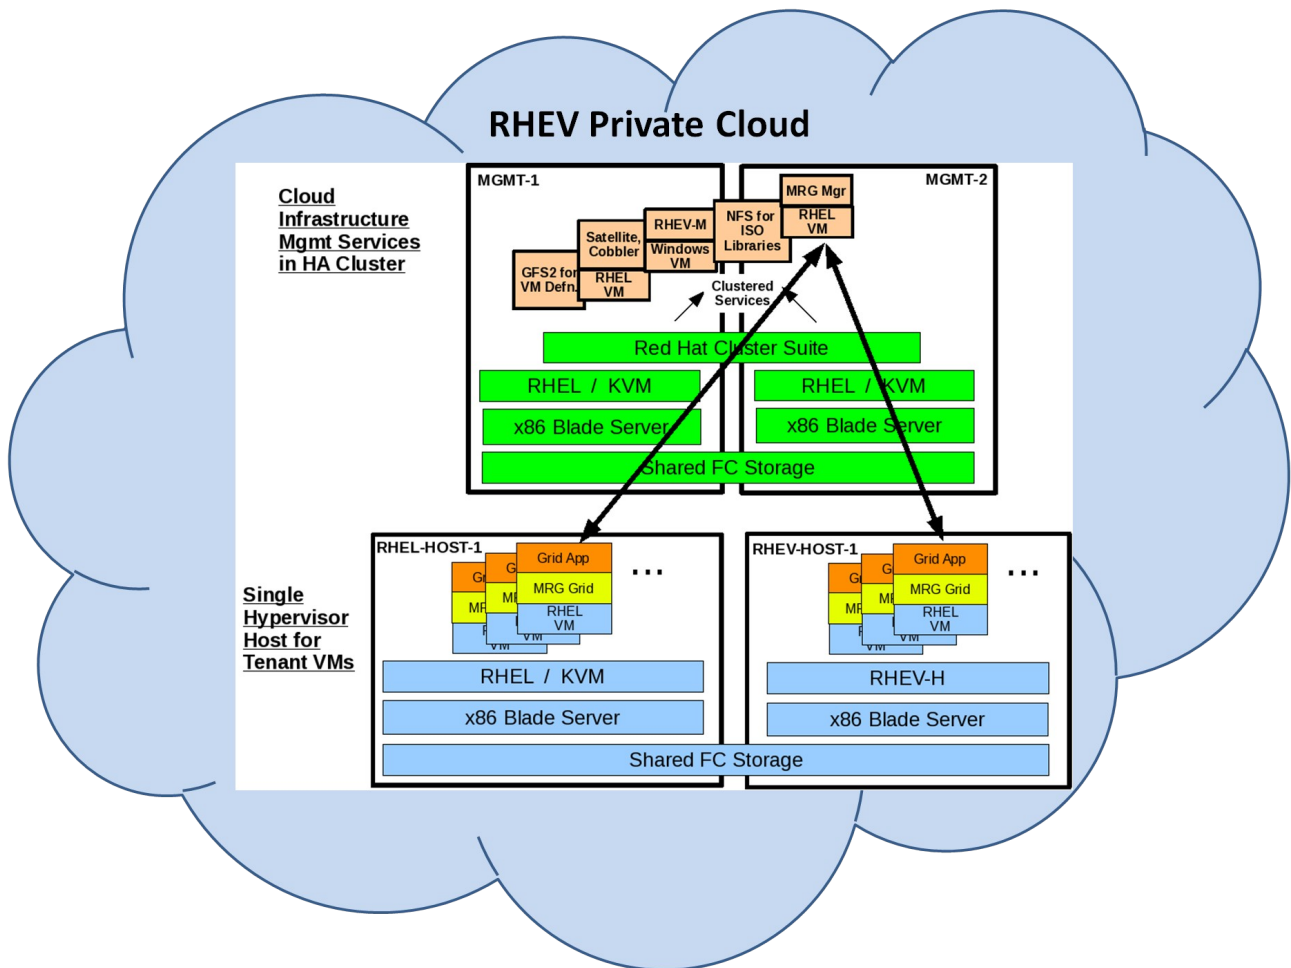 RHEV Private Cloud
Cloud
Infrastructure
Mgmt Services
in HA Cluster
MGMT-1
MGMT-2
GFS2 for
VM Defn.
Satellite,
Cobbler
RHEL
VM
RHEV-M
Windows
VM
NFS for
ISO
Libraries
MRG Mgr
RHEL
VM
Clustered
Services
Red Hat Cluster Suite
RHEL / KVM
RHEL / KVM
x86 Blade Server
x86 Blade Server
Shared FC Storage
Single
Hypervisor
Host for
Tenant VMs
RHEL-HOST-1
Grid App
MRG Grid
RHEL
VM
...
RHEL / KVM
x86 Blade Server
RHEV-HOST-1
Grid App
MRG Grid
RHEL
VM
...
RHEV-H
x86 Blade Server
Shared FC Storage